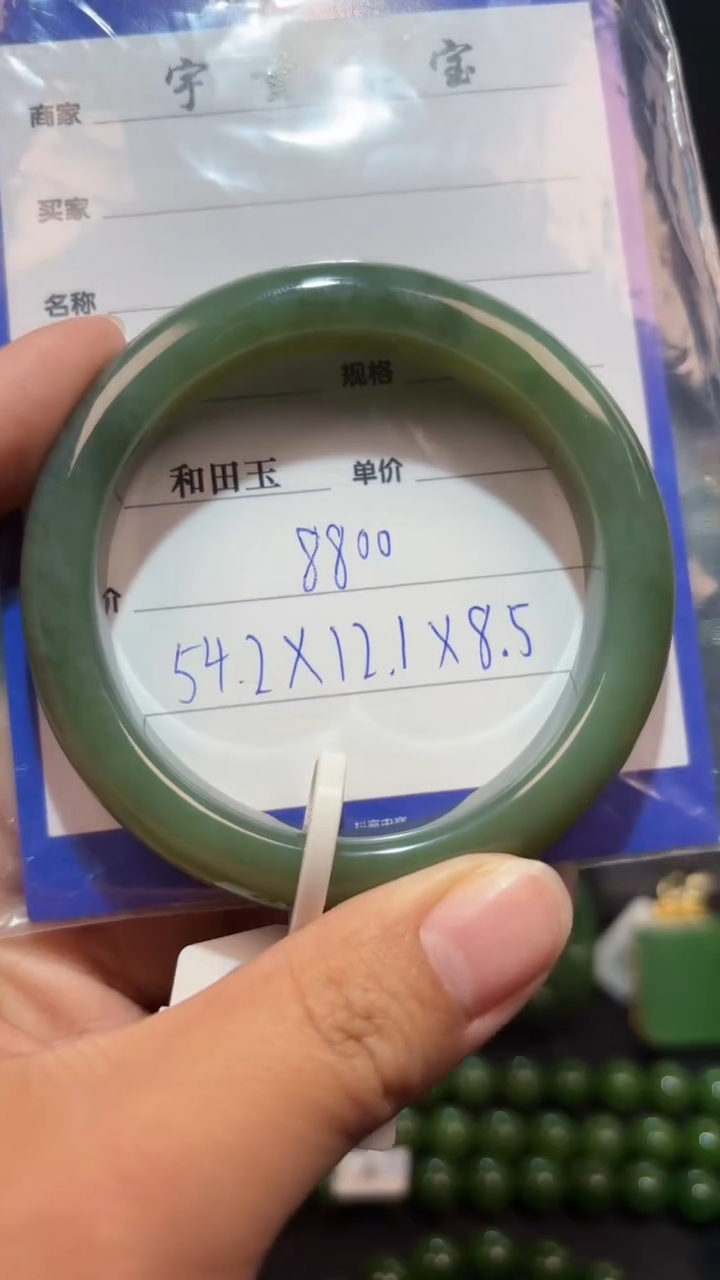 宇 宝
商家
买家
名称
规格
和田玉 单价
8800
价
54.2X12.1X8.5